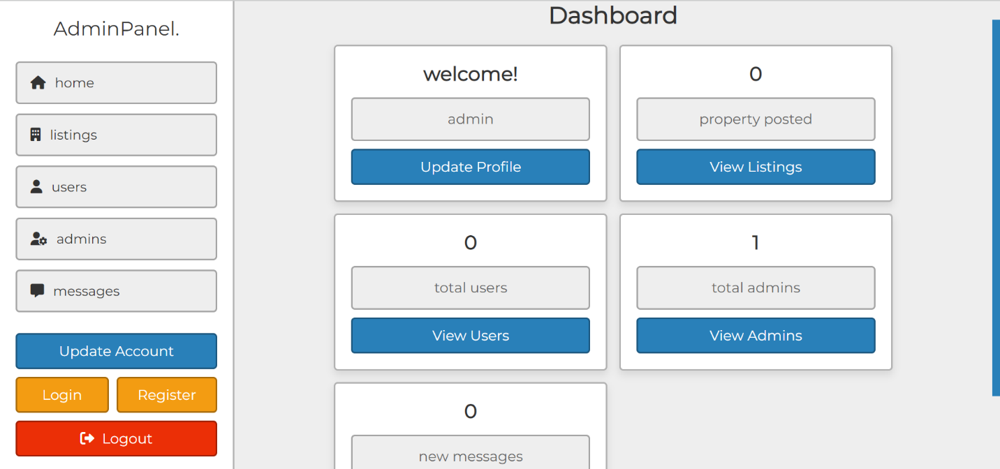 AdminPanel.
home
listings
users
admins
messages
Update Account
Login
Register
Logout
Dashboard
welcome!
admin
Update Profile
0
property posted
View Listings
0
total users
View Users
1
total admins
View Admins
0
new messages